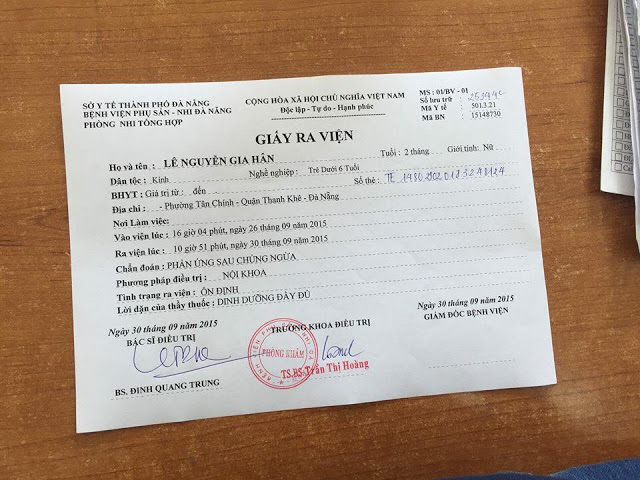 SỞ Y TẾ THÀNH PHỐ ĐÀ NẴNG
BỆNH VIỆN PHỤ SẢN - NHI ĐÀ NẴNG
PHÒNG NHI TỔNG HỢP
CỘNG HÒA XÃ HỘI CHỦ NGHĨA VIỆT NAM
Độc lập - Tự do - Hạnh phúc
MS : 01/BV - 01
Số lưu trữ :
Mã Y tế : 501.3.21
Mã BN : 15148730
GIẤY RA VIỆN
Họ và tên : LÊ NGUYỄN GIA HÂN Tuổi : 2 tháng Giới tính: Nữ
Dân tộc : Kinh Nghề nghiệp : Trẻ Dưới 6 Tuổi
BHYT: Giá trị từ : đến Số thẻ :
Địa chỉ : - Phường Tân Chính - Quận Thanh Khê - Đà Nẵng
Nơi Làm việc:
Vào viện lúc : 16 giờ 04 phút, ngày 26 tháng 09 năm 2015
Ra viện lúc : 10 giờ 51 phút, ngày 30 tháng 09 năm 2015
Chẩn đoán : PHẢN ỨNG SAU CHỦNG NGỪA
Phương pháp điều trị : NỘI KHOA
Tình trạng ra viện : ỔN ĐỊNH
Lời dặn của thầy thuốc : DINH DƯỠNG ĐẦY ĐỦ
Ngày 30 tháng 09 năm 2015
BÁC SĨ ĐIỀU TRỊ
TRƯỞNG KHOA ĐIỀU TRỊ
Ngày 30 tháng 09 năm 2015
GIÁM ĐỐC BỆNH VIỆN
PHÒNG KHÁM
TS.BS.Trần Thị Hoàng
BS. ĐINH QUANG TRUNG